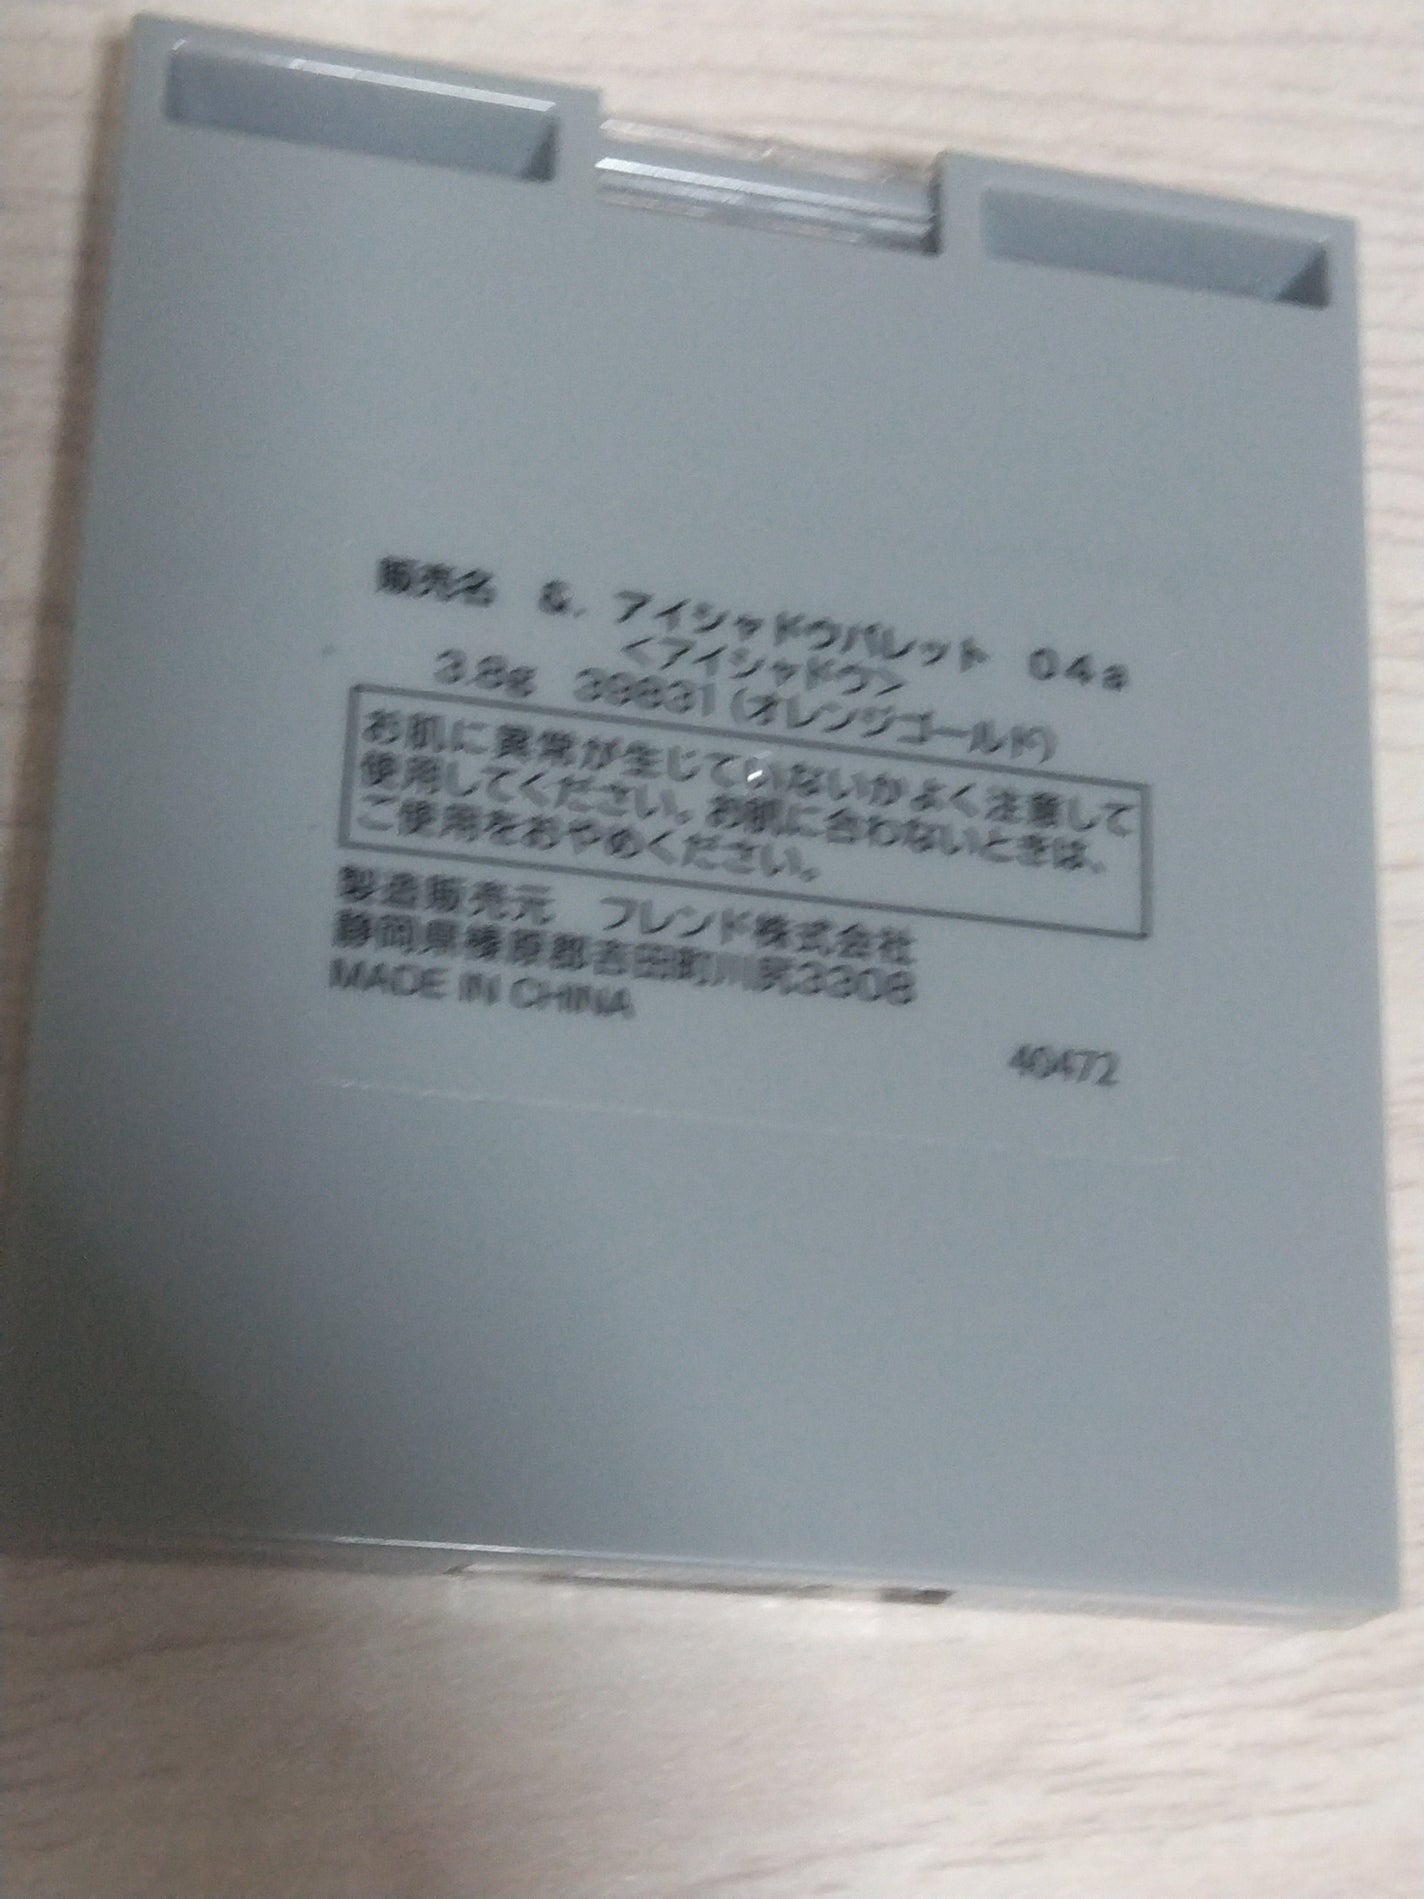 販売名　&. アイシャドウパレット　04a
<アイシャドウ>
3.8g　39831 (オレンジゴールド)
お肌に異常が生じていないかよく注意して
使用してください。お肌に合わないときは、
ご使用をおやめください。
製造販売元　フレンド株式会社
静岡県榛原郡吉田町川尻3308
MADE IN CHINA
40472